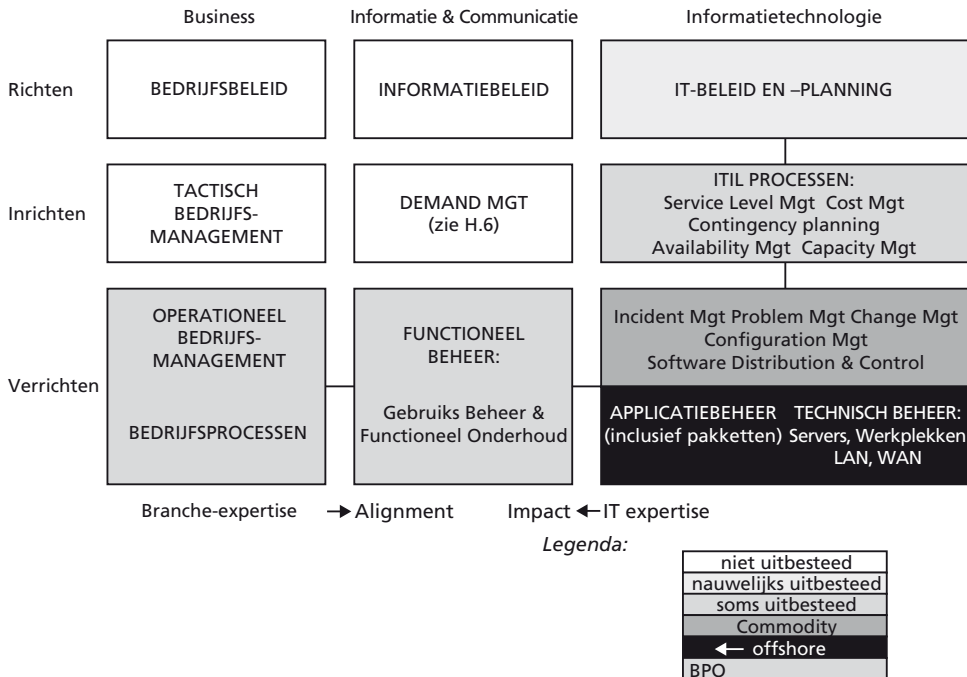 Business
Informatie & Communicatie
Informatietechnologie
Richten
BEDRIJFSBELEID
INFORMATIEBELEID
IT-BELEID EN –PLANNING
Inrichten
TACTISCH
BEDRIJFS-
MANAGEMENT
DEMAND MGT
(zie H.6)
ITIL PROCESSEN:
Service Level Mgt Cost Mgt
Contingency planning
Availability Mgt Capacity Mgt
Verrichten
OPERATIONEEL
BEDRIJFS-
MANAGEMENT
BEDRIJFSPROCESSEN
FUNCTIONEEL
BEHEER:
Gebruiks Beheer &
Functioneel Onderhoud
Incident Mgt Problem Mgt Change Mgt
Configuration Mgt
Software Distribution & Control
APPLICATIEBEHEER
(inclusief pakketten)
TECHNISCH BEHEER:
Servers, Werkplekken
LAN, WAN
Branche-expertise → Alignment
Impact ← IT expertise
Legenda:
niet uitbesteed
nauwelijks uitbesteed
soms uitbesteed
Commodity
← offshore
BPO